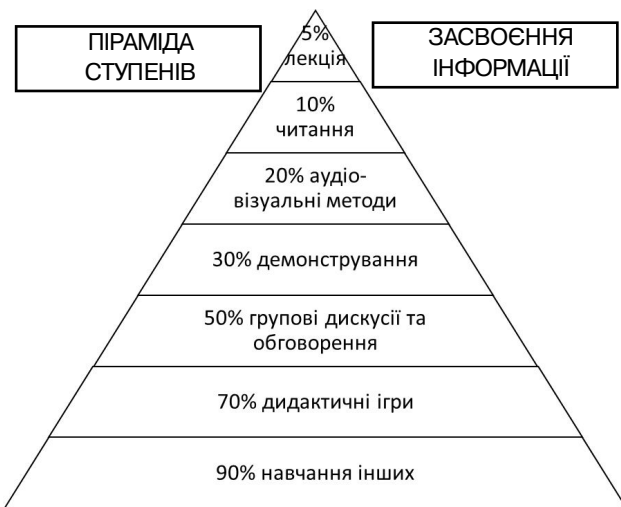 ПІРАМІДА
СТУПЕНІВ
ЗАСВОЄННЯ
ІНФОРМАЦІЇ
5%
лекція
10%
читання
20% аудіо-
візуальні методи
30% демонстрування
50% групові дискусії та
обговорення
70% дидактичні ігри
90% навчання інших